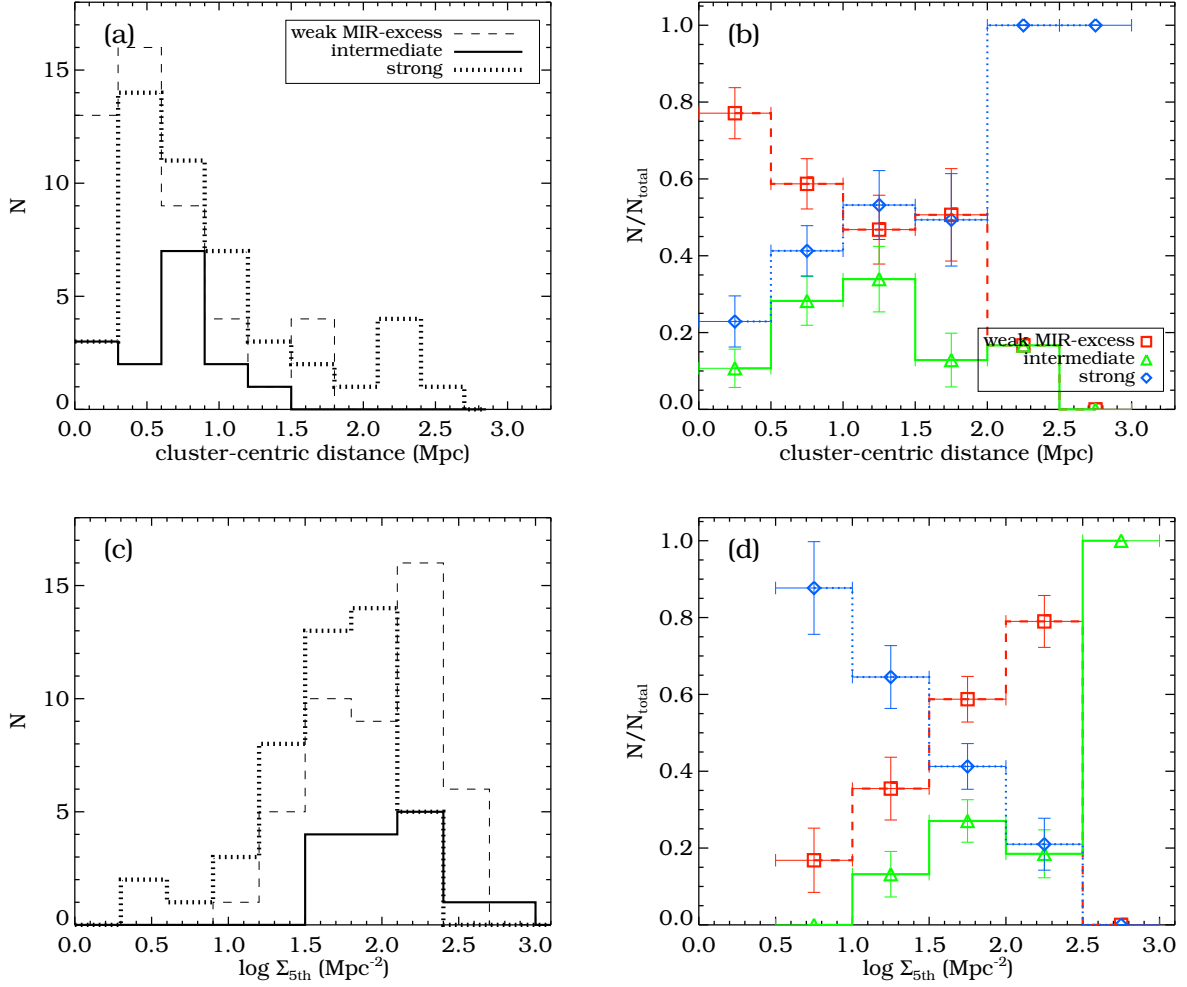 (a)
weak MIR-excess
intermediate
strong
N
15
10
5
0
0.0 0.5 1.0 1.5 2.0 2.5 3.0
cluster-centric distance (Mpc)
(b)
N/N_total
1.0
0.8
0.6
0.4
0.2
0.0
weak MIR-excess
intermediate
strong
0.0 0.5 1.0 1.5 2.0 2.5 3.0
cluster-centric distance (Mpc)
(c)
N
15
10
5
0
0.0 0.5 1.0 1.5 2.0 2.5 3.0
log Σ5th (Mpc⁻²)
(d)
N/N_total
1.0
0.8
0.6
0.4
0.2
0.0
0.0 0.5 1.0 1.5 2.0 2.5 3.0
log Σ5th (Mpc⁻²)